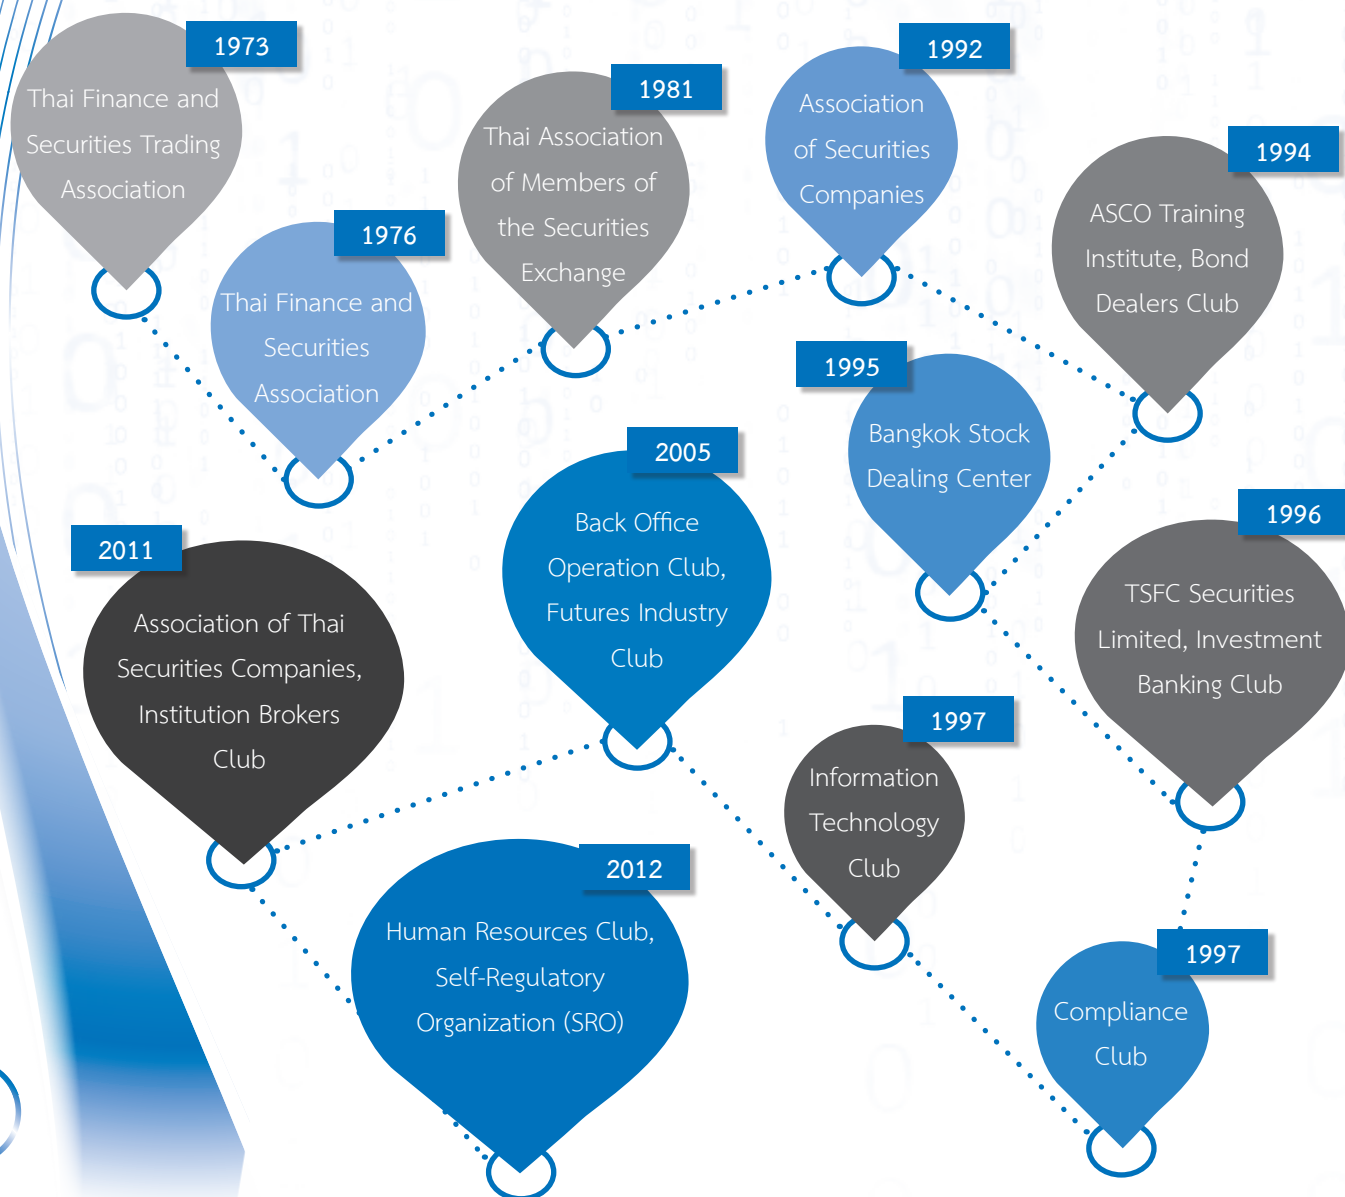 1973
Thai Finance and
Securities Trading
Association
1976
Thai Finance and
Securities
Association
1981
Thai Association
of Members of
the Securities
Exchange
1992
Association
of Securities
Companies
1994
ASCO Training
Institute, Bond
Dealers Club
1995
Bangkok Stock
Dealing Center
1996
TSFC Securities
Limited, Investment
Banking Club
1997
Compliance
Club
1997
Information
Technology
Club
2005
Back Office
Operation Club,
Futures Industry
Club
2011
Association of Thai
Securities Companies,
Institution Brokers
Club
2012
Human Resources Club,
Self-Regulatory
Organization (SRO)